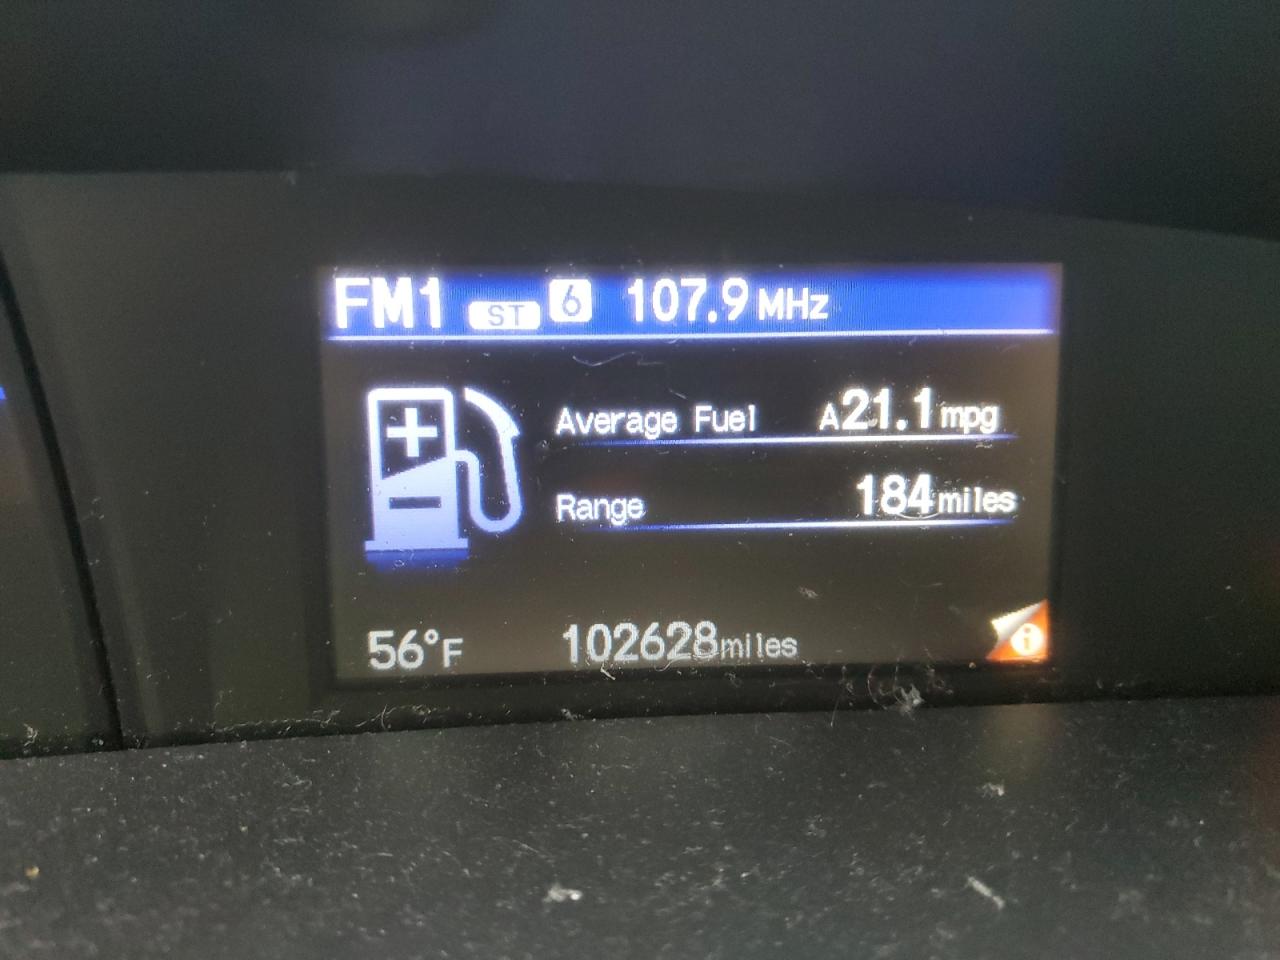 FM1 ST 6 107.9 MHz
Average Fuel A21.1 mpg
Range 184 miles
56°F 102628 miles